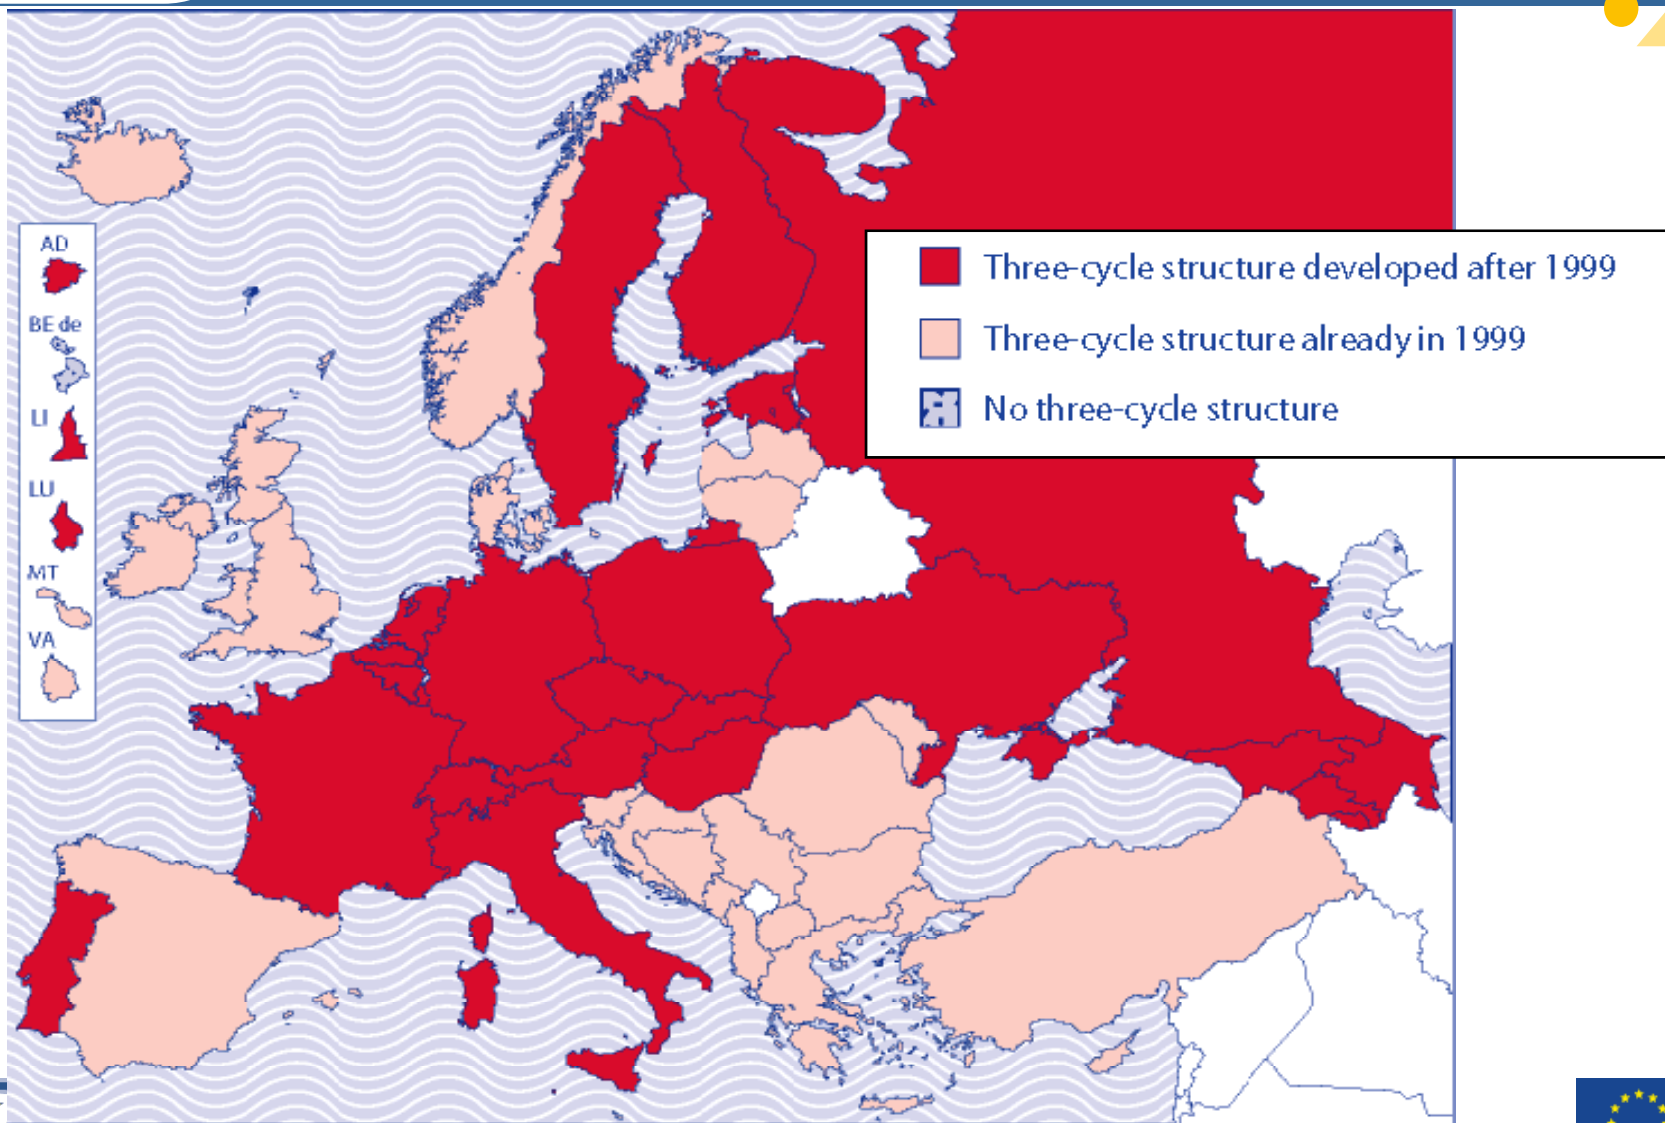 AD
BE de
LI
LU
MT
VA
Three-cycle structure developed after 1999
Three-cycle structure already in 1999
No three-cycle structure